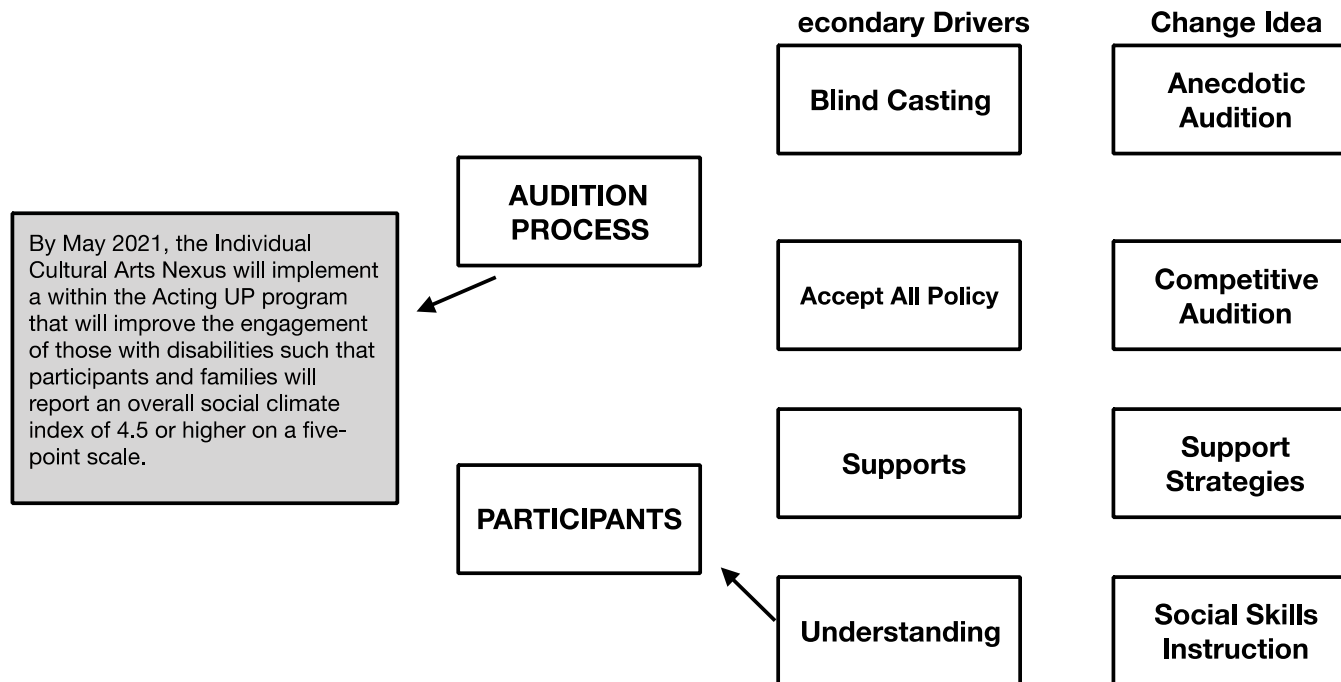 econdary Drivers
Change Idea
By May 2021, the Individual
Cultural Arts Nexus will implement
a within the Acting UP program
that will improve the engagement
of those with disabilities such that
participants and families will
report an overall social climate
index of 4.5 or higher on a five-
point scale.
AUDITION
PROCESS
PARTICIPANTS
Blind Casting
Accept All Policy
Supports
Understanding
Anecdotic
Audition
Competitive
Audition
Support
Strategies
Social Skills
Instruction